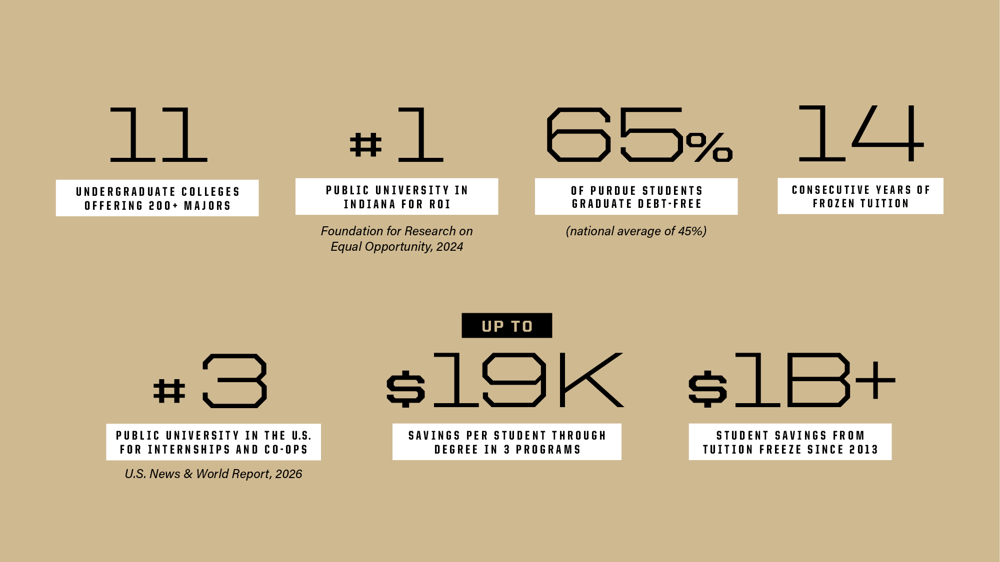 11
UNDERGRADUATE COLLEGES
OFFERING 200+ MAJORS
#1
PUBLIC UNIVERSITY IN
INDIANA FOR ROI
Foundation for Research on
Equal Opportunity, 2024
65%
OF PURDUE STUDENTS
GRADUATE DEBT-FREE
(national average of 45%)
14
CONSECUTIVE YEARS OF
FROZEN TUITION
#3
PUBLIC UNIVERSITY IN THE U.S.
FOR INTERNSHIPS AND CO-OPS
U.S. News & World Report, 2026
UP TO
$19K
SAVINGS PER STUDENT THROUGH
DEGREE IN 3 PROGRAMS
$1B+
STUDENT SAVINGS FROM
TUITION FREEZE SINCE 2013